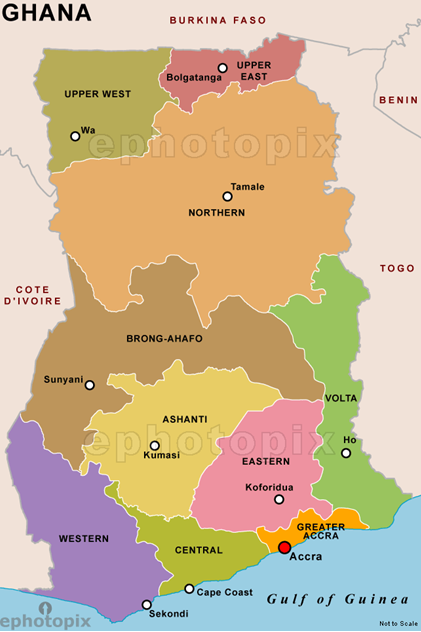 GHANA
BURKINA FASO
UPPER
EAST
Bolgatanga
UPPER WEST
BENIN
Wa
ephotopix
Tamale
NORTHERN
TOGO
COTE
D'IVOIRE
BRONG-AHAFO
Sunyani
VOLTA
ASHANTI
ephotopix
Ho
Kumasi
EASTERN
Koforidua
GREATER
ACCRA
WESTERN
CENTRAL
Accra
Cape Coast
Gulf of Guinea
Sekondi
ephotopix
Not to Scale